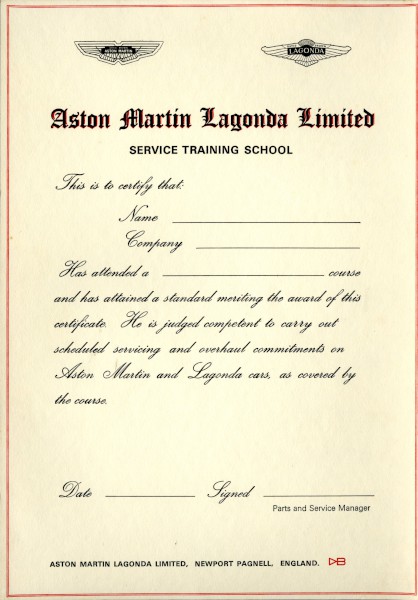 ASTON MARTIN
LAGONDA
Aston Martin Lagonda Limited
SERVICE TRAINING SCHOOL
This is to certify that:
Name
Company
Has attended a course
and has attained a standard meriting the award of this
certificate. He is judged competent to carry out
scheduled servicing and overhaul commitments on
Aston Martin and Lagonda cars, as covered by
the course.
Date Signed
Parts and Service Manager
ASTON MARTIN LAGONDA LIMITED, NEWPORT PAGNELL, ENGLAND. DB